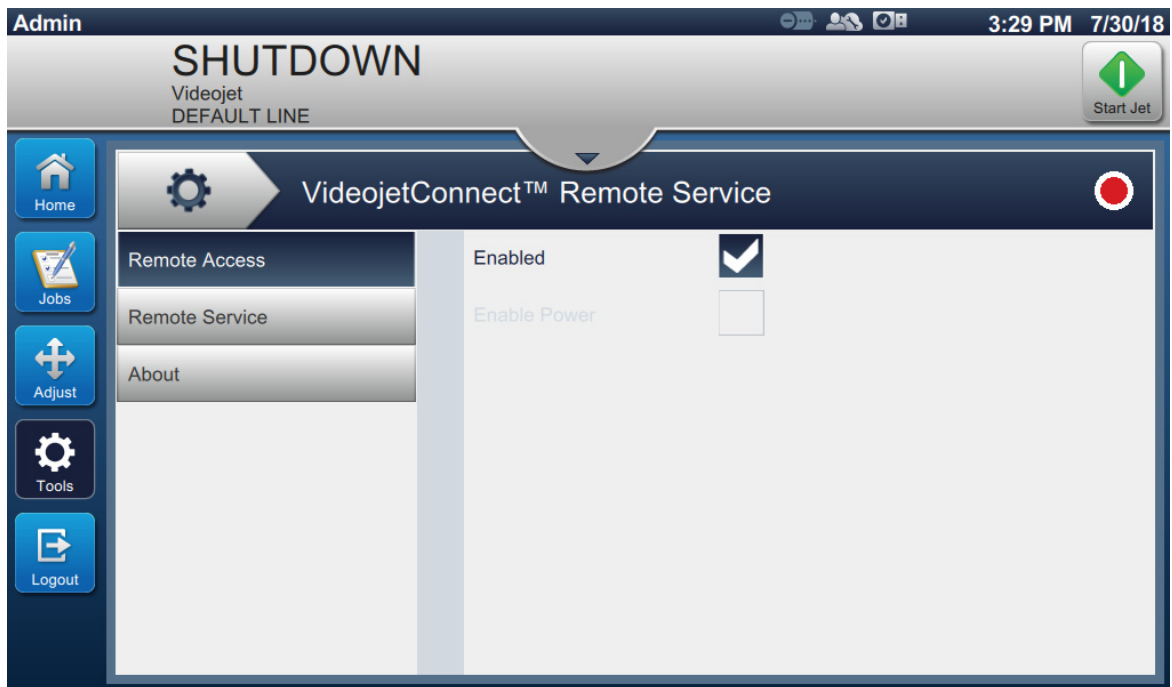 Admin
3:29 PM 7/30/18
SHUTDOWN
Videojet
DEFAULT LINE
Start Jet
Home
VideojetConnect™ Remote Service
Jobs
Remote Access
Enabled
Remote Service
Enable Power
About
Adjust
Tools
Logout